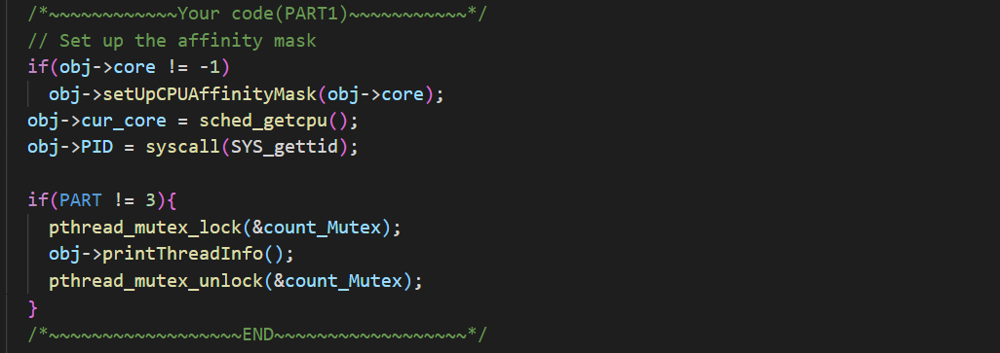 /*~~~~~~~~~~~~Your code(PART1)~~~~~~~~~~~*/
// Set up the affinity mask
if(obj->core != -1)
  obj->setUpCPUAffinityMask(obj->core);
obj->cur_core = sched_getcpu();
obj->PID = syscall(SYS_gettid);

if(PART != 3){
  pthread_mutex_lock(&count_Mutex);
  obj->printThreadInfo();
  pthread_mutex_unlock(&count_Mutex);
}
/*~~~~~~~~~~~~~~~~~~END~~~~~~~~~~~~~~~~~~*/